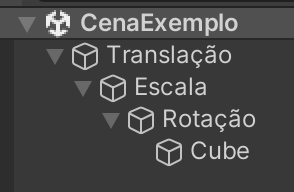 CenaExemplo
Translação
Escala
Rotação
Cube